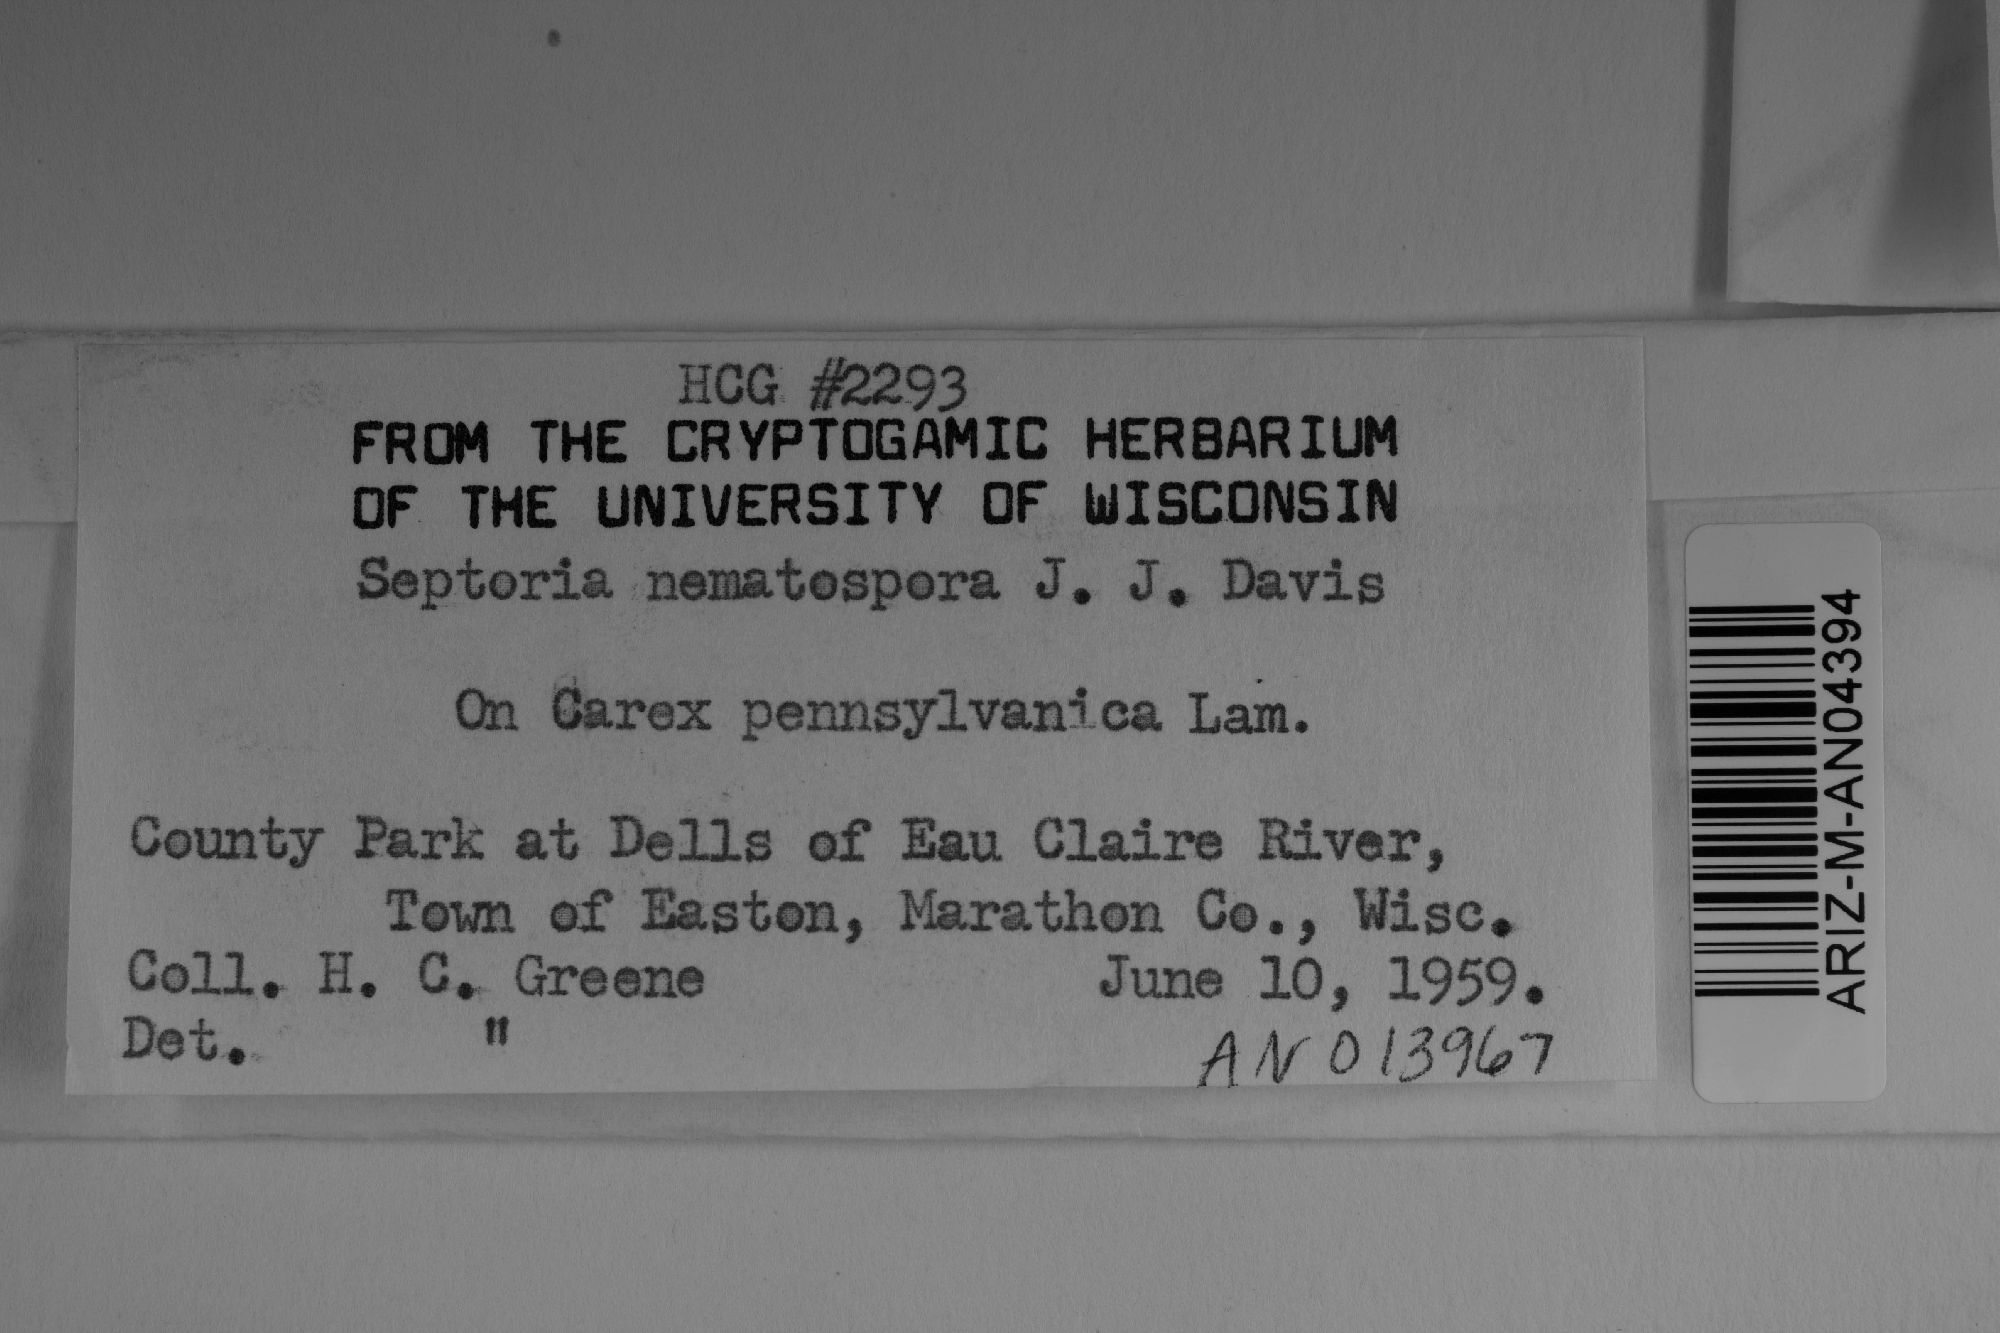 HCG #2293
FROM THE CRYPTOGAMIC HERBARIUM
OF THE UNIVERSITY OF WISCONSIN
Septoria nematospora J. J. Davis
On Carex pennsylvanica Lam.
County Park at Dells of Eau Claire River,
Town of Easton, Marathon Co., Wisc.
Coll. H. C. Greene June 10, 1959.
Det. "
AN 013967
ARIZ-M-AN04394